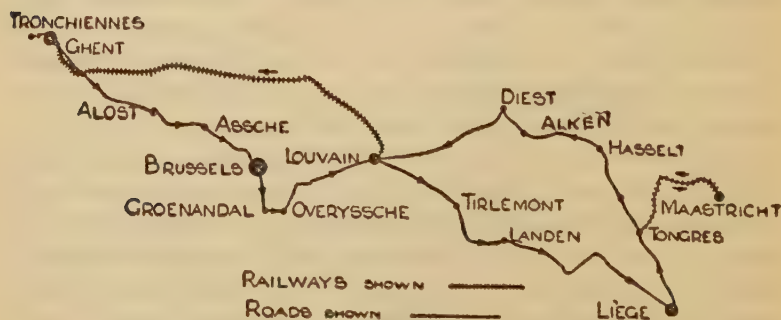 TRONCHIENNES
GHENT
ALOST
ASSCHE
BRUSSELS
GROENANDAL
OVERYSSCHE
LOUVAIN
DIEST
ALKEN
HASSELT
MAASTRICHT
TONGRES
TIRLEMONT
LANDEN
LIÈGE
RAILWAYS SHOWN
ROADS SHOWN